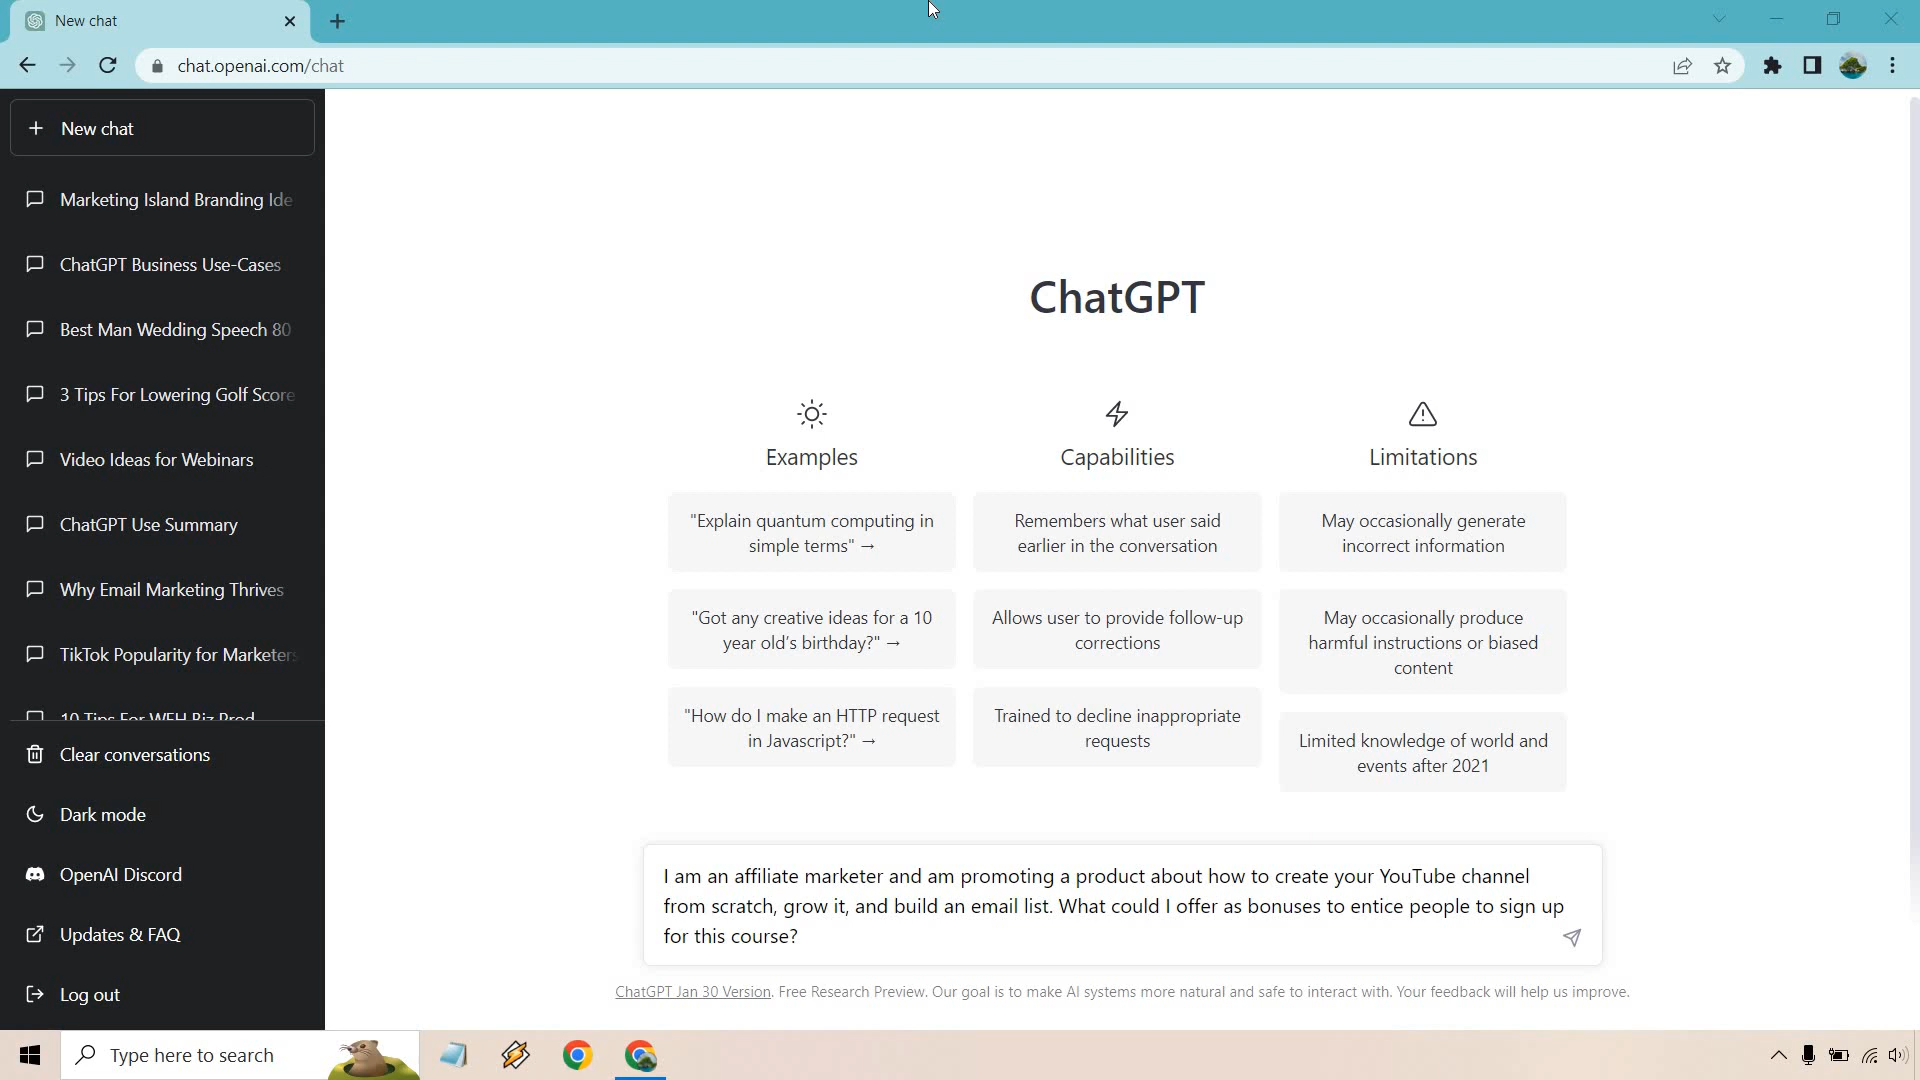 New chat
chat.openai.com/chat
New chat
Marketing Island Branding Ide
ChatGPT Business Use-Cases
Best Man Wedding Speech 80
3 Tips For Lowering Golf Score
Video Ideas for Webinars
ChatGPT Use Summary
Why Email Marketing Thrives
TikTok Popularity for Marketers
10 Tips For WFH Biz Prod
Clear conversations
Dark mode
OpenAI Discord
Updates & FAQ
Log out
ChatGPT
Examples
"Explain quantum computing in
simple terms" →
"Got any creative ideas for a 10
year old's birthday?" →
"How do I make an HTTP request
in Javascript?" →
Capabilities
Remembers what user said
earlier in the conversation
Allows user to provide follow-up
corrections
Trained to decline inappropriate
requests
Limitations
May occasionally generate
incorrect information
May occasionally produce
harmful instructions or biased
content
Limited knowledge of world and
events after 2021
I am an affiliate marketer and am promoting a product about how to create your YouTube channel
from scratch, grow it, and build an email list. What could I offer as bonuses to entice people to sign up
for this course?
ChatGPT Jan 30 Version. Free Research Preview. Our goal is to make AI systems more natural and safe to interact with. Your feedback will help us improve.
Type here to search